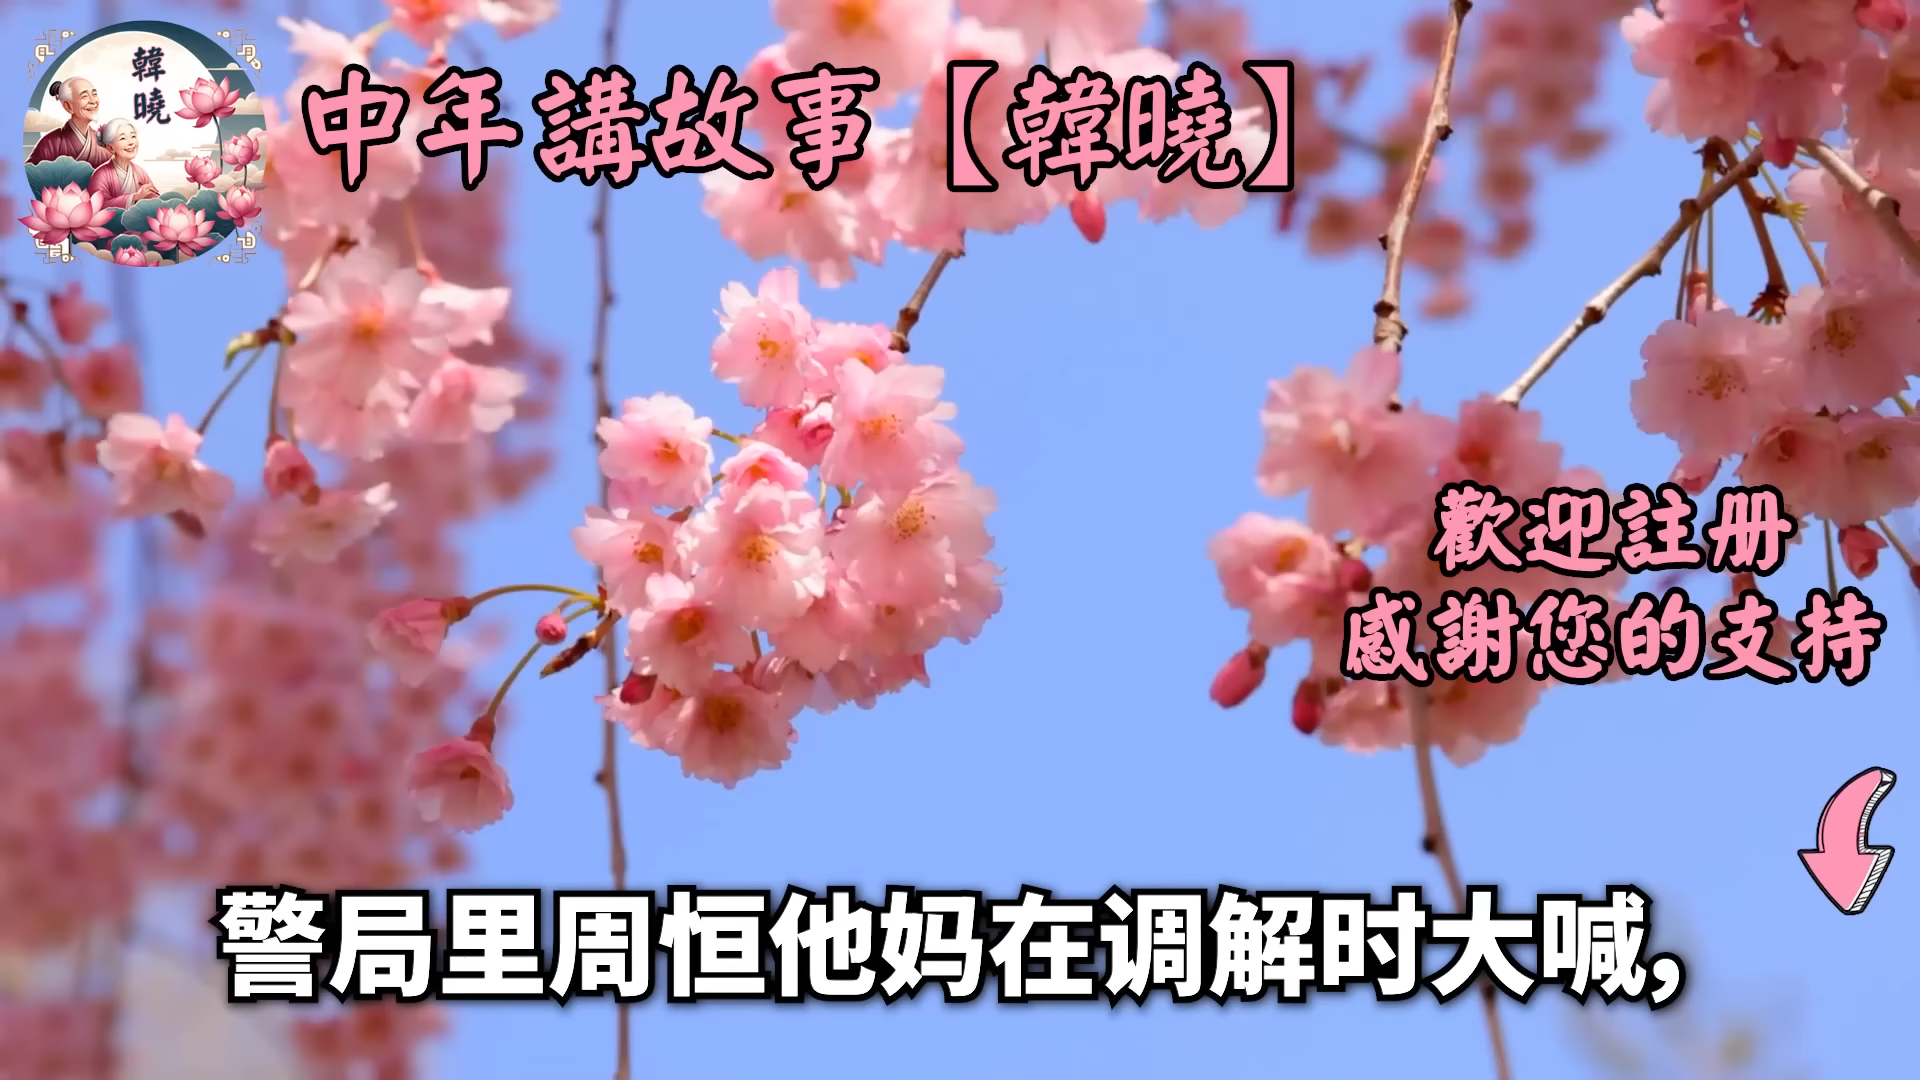 韓曉
中年講故事【韓曉】
歡迎註册
感謝您的支持
警局里周恒他妈在调解时大喊,